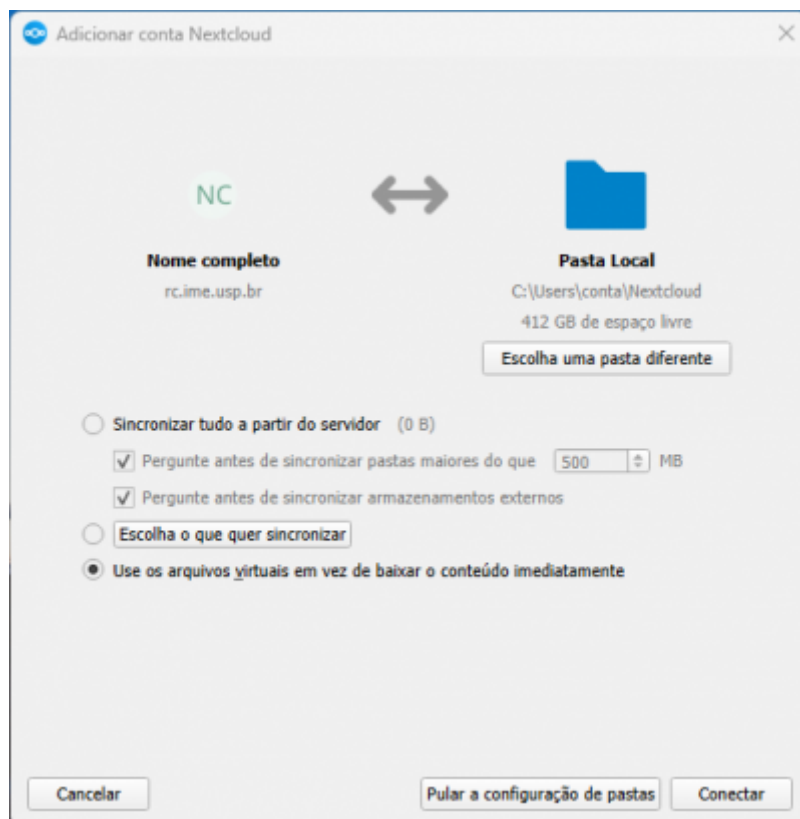 Adicionar conta Nextcloud
NC
Nome completo
rc.ime.usp.br
Pasta Local
C:\Users\conta\Nextcloud
412 GB de espaço livre
Escolha uma pasta diferente
Sincronizar tudo a partir do servidor (0 B)
Pergunte antes de sincronizar pastas maiores do que 500 MB
Pergunte antes de sincronizar armazenamentos externos
Escolha o que quer sincronizar
Use os arquivos virtuais em vez de baixar o conteúdo imediatamente
Cancelar
Pular a configuração de pastas
Conectar